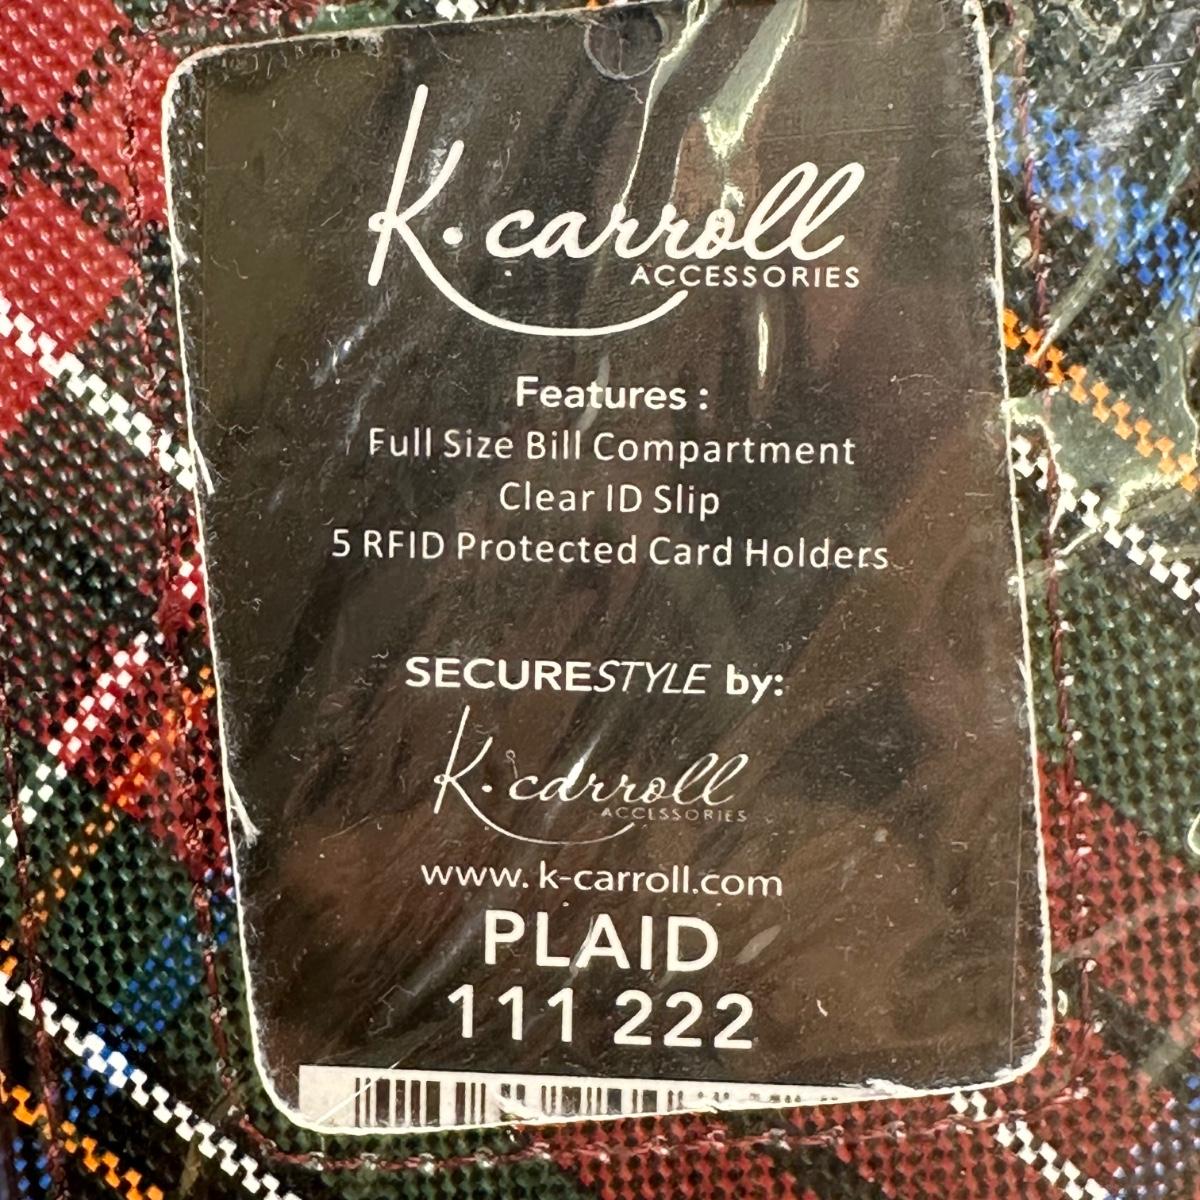 K.carroll
ACCESSORIES
Features :
Full Size Bill Compartment
Clear ID Slip
5 RFID Protected Card Holders
SECURESTYLE by:
K.carroll
ACCESSORIES
www. k-carroll.com
PLAID
111 222